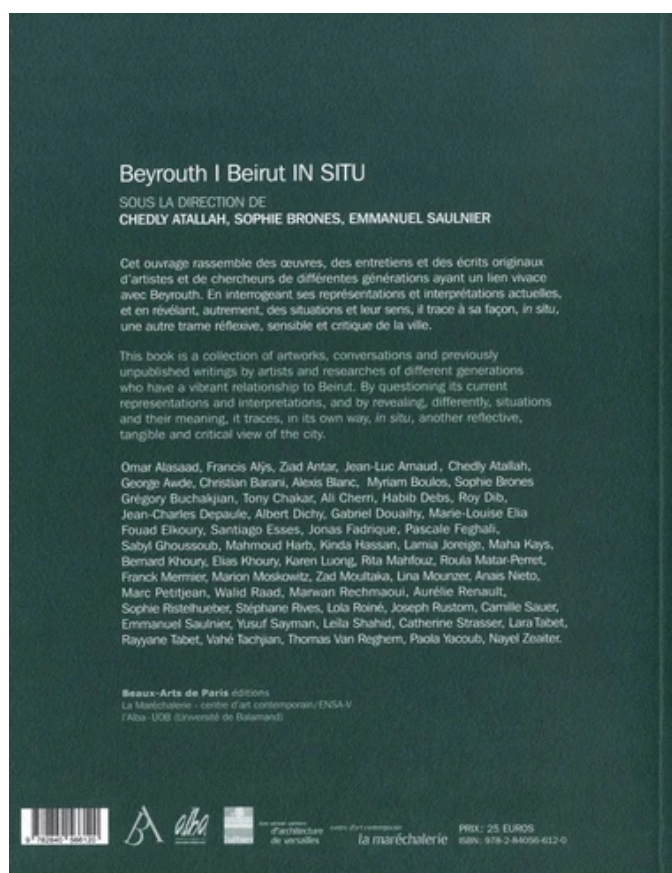 Beyrouth I Beirut IN SITU
SOUS LA DIRECTION DE
CHEDLY ATALLAH, SOPHIE BRONES, EMMANUEL SAULNIER
Cet ouvrage rassemble des œuvres, des entretiens et des écrits originaux
d'artistes et de chercheurs de différentes générations ayant un lien vivace
avec Beyrouth. En interrogeant ses représentations et interprétations actuelles,
et en révélant, autrement, des situations et leur sens, il trace à sa façon, in situ,
une autre trame réflexive, sensible et critique de la ville.
This book is a collection of artworks, conversations and previously
unpublished writings by artists and researches of different generations
who have a vibrant relationship to Beirut. By questioning its current
representations and interpretations, and by revealing, differently, situations
and their meaning, it traces, in its own way, in situ, another reflective,
tangible and critical view of the city.
Omar Alasaad, Francis Alÿs, Ziad Antar, Jean-Luc Arnaud, Chedly Atallah,
George Awde, Christian Barani, Alexis Blanc, Myriam Boulos, Sophie Brones
Grégory Buchakjian, Tony Chakar, Ali Cherri, Habib Debs, Roy Dib,
Jean-Charles Depaule, Albert Dichy, Gabriel Douaihy, Marie-Louise Elia
Fouad Elkoury, Santiago Esses, Jonas Fadrique, Pascale Feghali,
Sabyl Ghoussoub, Mahmoud Harb, Kinda Hassan, Lamia Joreige, Maha Kays,
Bernard Khoury, Elias Khoury, Karen Luong, Rita Mahfouz, Roula Matar-Perret,
Franck Mermier, Marion Moskowitz, Zad Moultaka, Lina Mounzer, Anaïs Nieto,
Marc Petitjean, Walid Raad, Marwan Rechmaoui, Aurélie Renault,
Sophie Ristelhueber, Stéphane Rives, Lola Roiné, Joseph Rustom, Camille Sauer,
Emmanuel Saulnier, Yusuf Sayman, Leïla Shahid, Catherine Strasser, Lara Tabet,
Rayyane Tabet, Vahé Tachjian, Thomas Van Reghem, Paola Yacoub, Nayel Zeaiter.
Beaux-Arts de Paris éditions
La Maréchalerie - centre d'art contemporain/ENSA-V
l'Alba-UOB (Université de Balamand)
9 782840 566120
alba
d'architecture
de versailles
centre d'art contemporain
la maréchalerie
PRIX: 25 EUROS
ISBN: 978-2-84056-612-0